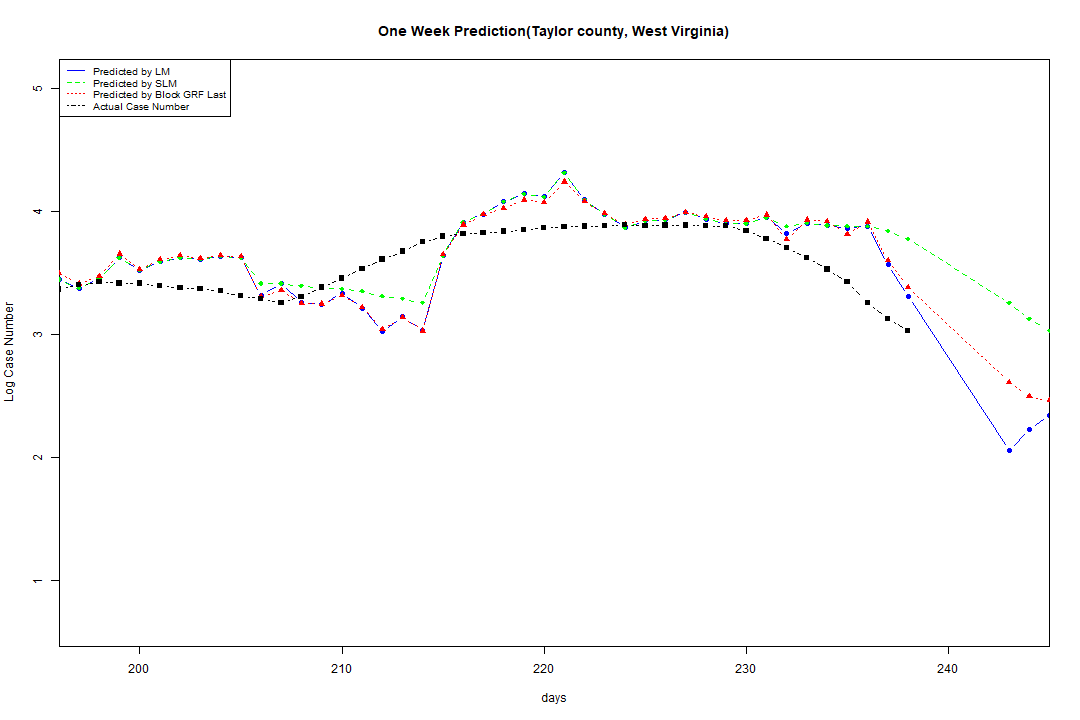 One Week Prediction(Taylor county, West Virginia)
Predicted by LM
Predicted by SLM
Predicted by Block GRF Last
Actual Case Number
5
4
3
2
1
Log Case Number
200 210 220 230 240
days